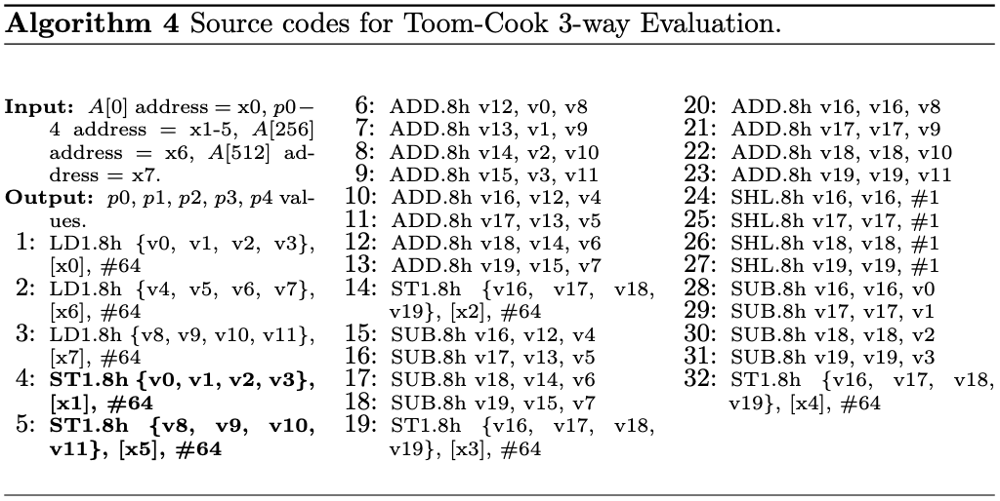 Algorithm 4 Source codes for Toom-Cook 3-way Evaluation.
Input: A[0] address = x0, p0−
4 address = x1-5, A[256]
address = x6, A[512] ad-
dress = x7.
Output: p0, p1, p2, p3, p4 val-
ues.
1: LD1.8h {v0, v1, v2, v3},
[x0], #64
2: LD1.8h {v4, v5, v6, v7},
[x6], #64
3: LD1.8h {v8, v9, v10, v11},
[x7], #64
4: ST1.8h {v0, v1, v2, v3},
[x1], #64
5: ST1.8h {v8, v9, v10,
v11}, [x5], #64
6: ADD.8h v12, v0, v8
7: ADD.8h v13, v1, v9
8: ADD.8h v14, v2, v10
9: ADD.8h v15, v3, v11
10: ADD.8h v16, v12, v4
11: ADD.8h v17, v13, v5
12: ADD.8h v18, v14, v6
13: ADD.8h v19, v15, v7
14: ST1.8h {v16, v17, v18,
v19}, [x2], #64
15: SUB.8h v16, v12, v4
16: SUB.8h v17, v13, v5
17: SUB.8h v18, v14, v6
18: SUB.8h v19, v15, v7
19: ST1.8h {v16, v17, v18,
v19}, [x3], #64
20: ADD.8h v16, v16, v8
21: ADD.8h v17, v17, v9
22: ADD.8h v18, v18, v10
23: ADD.8h v19, v19, v11
24: SHL.8h v16, v16, #1
25: SHL.8h v17, v17, #1
26: SHL.8h v18, v18, #1
27: SHL.8h v19, v19, #1
28: SUB.8h v16, v16, v0
29: SUB.8h v17, v17, v1
30: SUB.8h v18, v18, v2
31: SUB.8h v19, v19, v3
32: ST1.8h {v16, v17, v18,
v19}, [x4], #64